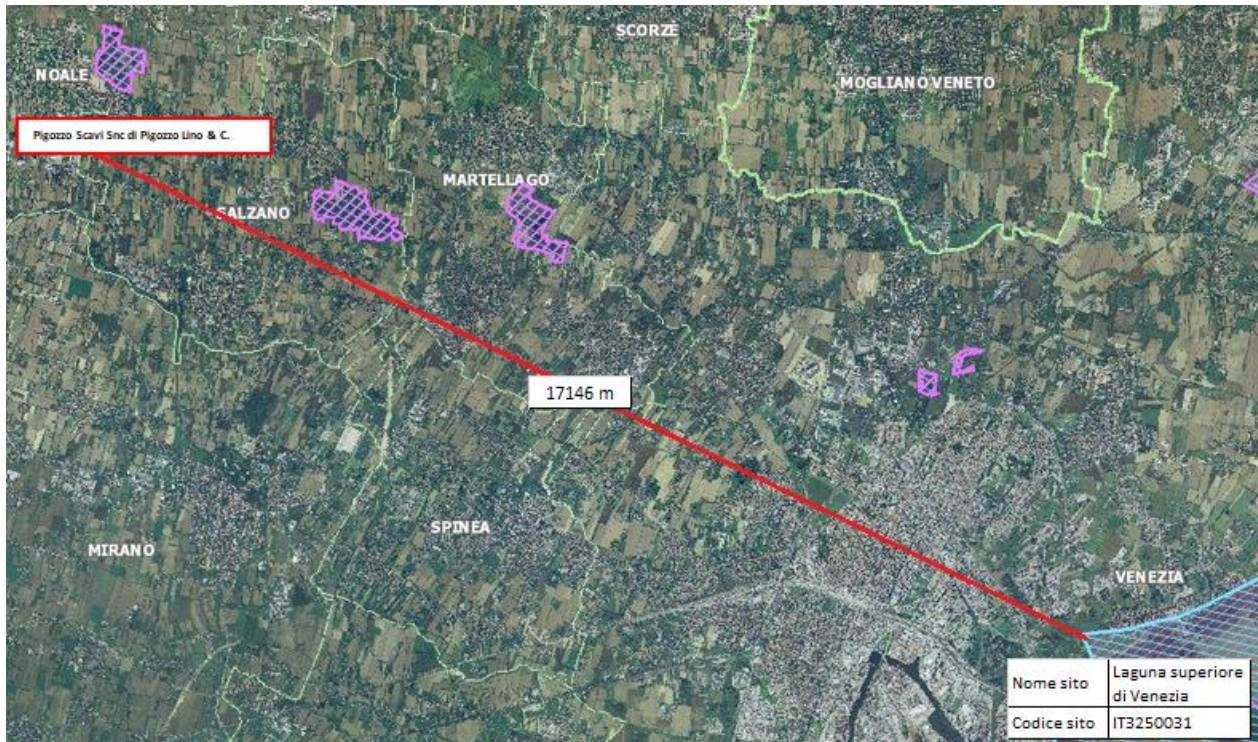 SCORZÈ
NOALE
MOGLIANO VENETO
Pigozzo Scavi Snc di Pigozzo Lino & C.
MARTELLAGO
SALZANO
17146 m
SPINEA
MIRANO
VENEZIA
Nome sito
Laguna superiore
di Venezia
Codice sito
IT3250031